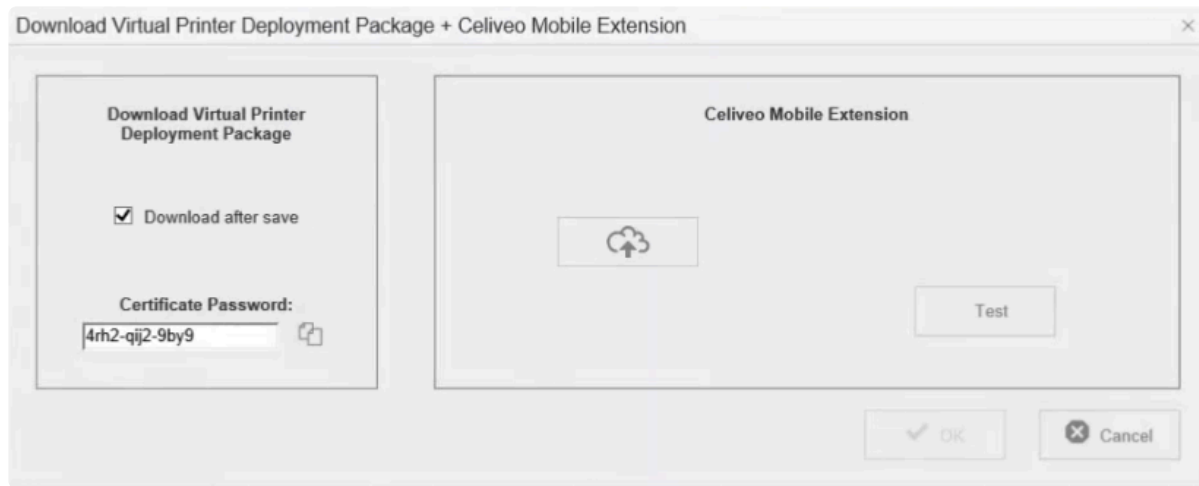 Download Virtual Printer Deployment Package + Celiveo Mobile Extension
Download Virtual Printer
Deployment Package
Download after save
Certificate Password:
4rh2-qij2-9by9
Celiveo Mobile Extension
Test
OK
Cancel